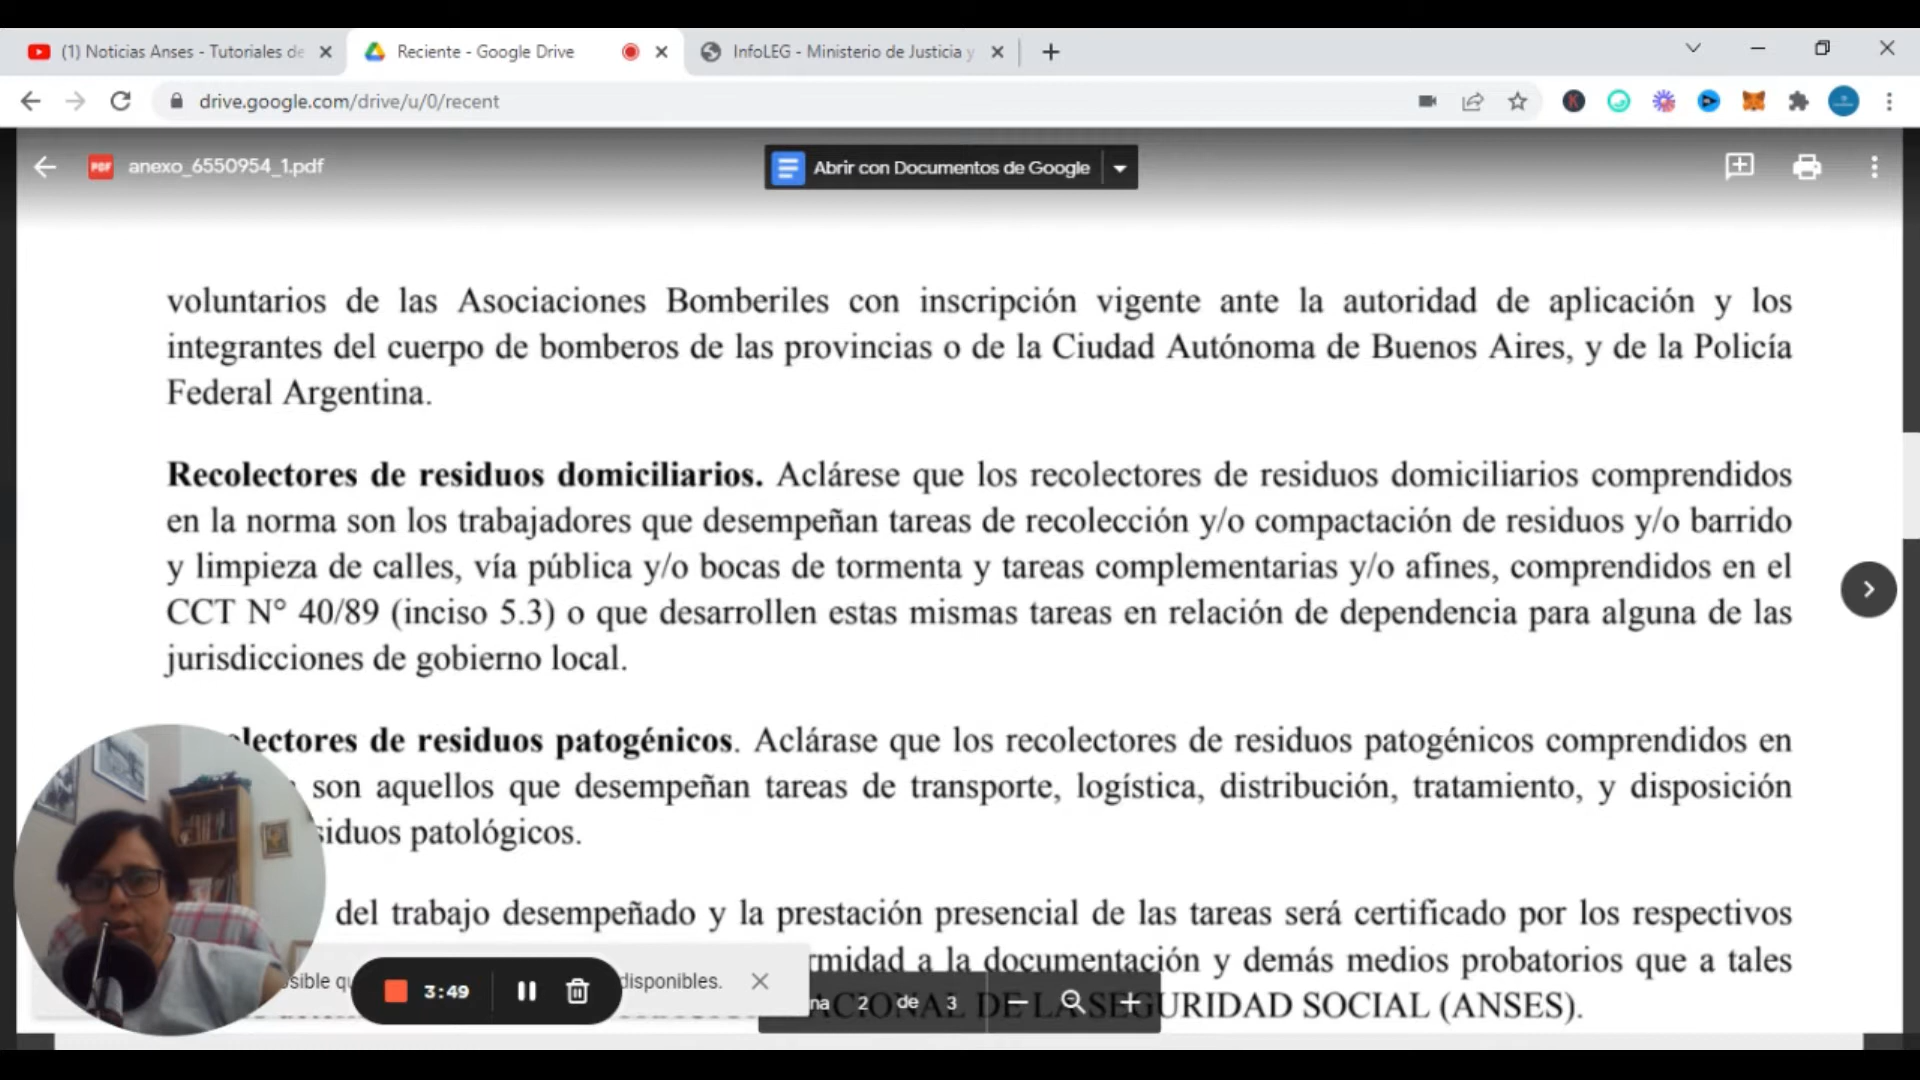 (1) Noticias Anses - Tutoriales de
Reciente - Google Drive
InfoLEG - Ministerio de Justicia y
drive.google.com/drive/u/0/recent
PDF
anexo_6550954_1.pdf
Abrir con Documentos de Google
voluntarios de las Asociaciones Bomberiles con inscripción vigente ante la autoridad de aplicación y los
integrantes del cuerpo de bomberos de las provincias o de la Ciudad Autónoma de Buenos Aires, y de la Policía
Federal Argentina.
Recolectores de residuos domiciliarios. Aclárese que los recolectores de residuos domiciliarios comprendidos
en la norma son los trabajadores que desempeñan tareas de recolección y/o compactación de residuos y/o barrido
y limpieza de calles, vía pública y/o bocas de tormenta y tareas complementarias y/o afines, comprendidos en el
CCT N° 40/89 (inciso 5.3) o que desarrollen estas mismas tareas en relación de dependencia para alguna de las
jurisdicciones de gobierno local.
lectores de residuos patogénicos. Aclárase que los recolectores de residuos patogénicos comprendidos en
son aquellos que desempeñan tareas de transporte, logística, distribución, tratamiento, y disposición
siduos patológicos.
del trabajo desempeñado y la prestación presencial de las tareas será certificado por los respectivos
rmidad a la documentación y demás medios probatorios que a tales
ACIONAL DE LA SEGURIDAD SOCIAL (ANSES).
sible qu
disponibles.
3:49
na 2 de 3